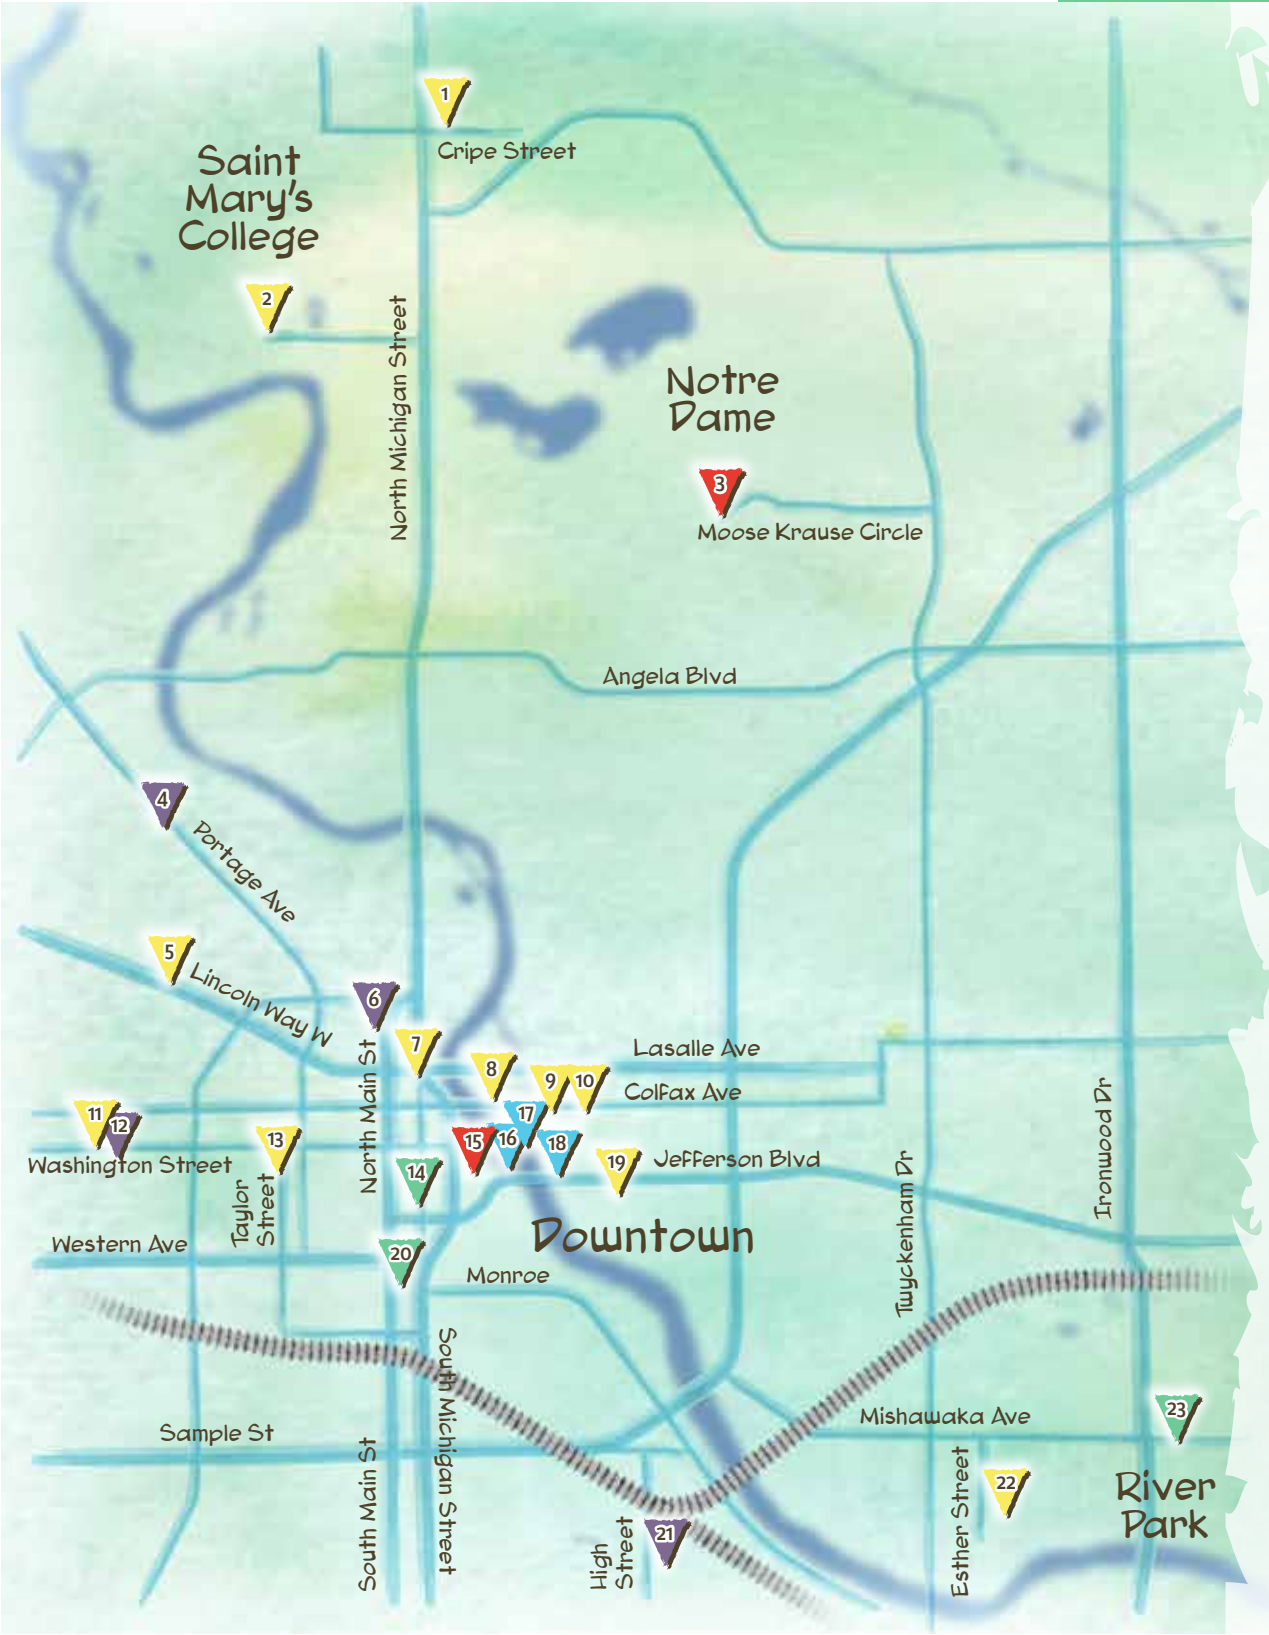 1
Cripe Street
Saint
Mary's
College
2
North Michigan Street
Notre
Dame
3
Moose Krause Circle
Angela Blvd
4
Portage Ave
5
Lincoln Way W
6
7
North Main St
Lasalle Ave
8
9
10
Colfax Ave
11
12
13
17
16
15
18
Washington Street
14
19
Jefferson Blvd
Taylor
Street
Ironwood Dr
Twyckenham Dr
Downtown
Western Ave
20
Monroe
South Michigan Street
Sample St
South Main St
Mishawaka Ave
23
22
River
Park
Esther Street
21
High
Street